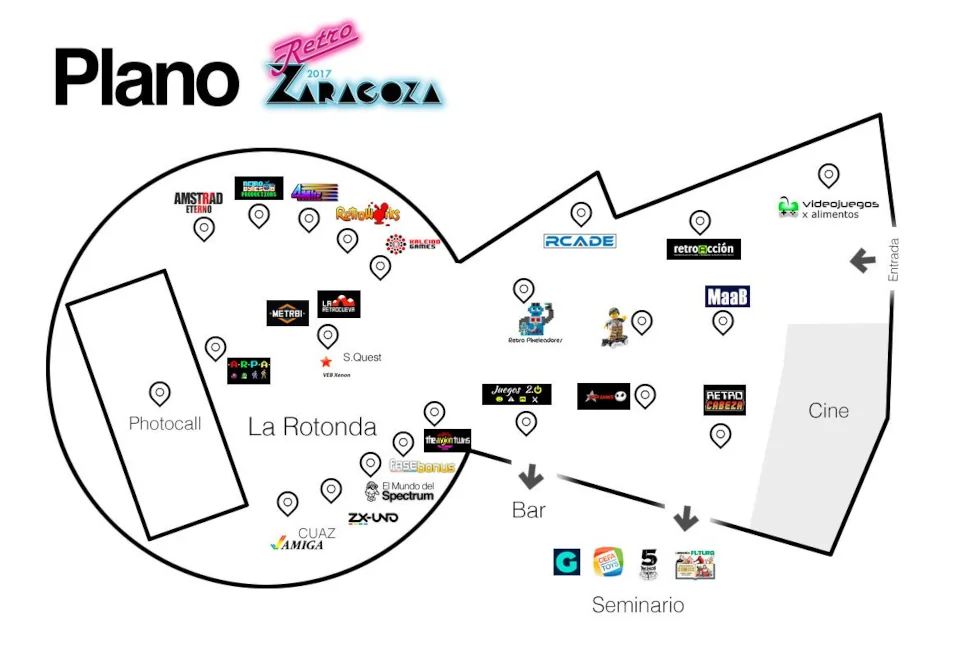 Plano
Retro
2017
ZARAGOZA
AMSTRAD
ETERNO
PRODUCTIONS
RetroWorks
KALEIDO
GAMES
RCADE
retroacción
videojuegos
x alimentos
Entrada
METR81
LA
RETROCUEVA
MaaB
Retro Pixelendores
S.Quest
VEB Xenon
A·R·P·A
Juegos 2.0
RETRO
CABEZA
Cine
Photocall
La Rotonda
the mojon twins
fasebonus
El Mundo del
Spectrum
ZX-UNO
CUAZ
AMIGA
Bar
G
CEFA
TOYS
5
FUTURO
Seminario